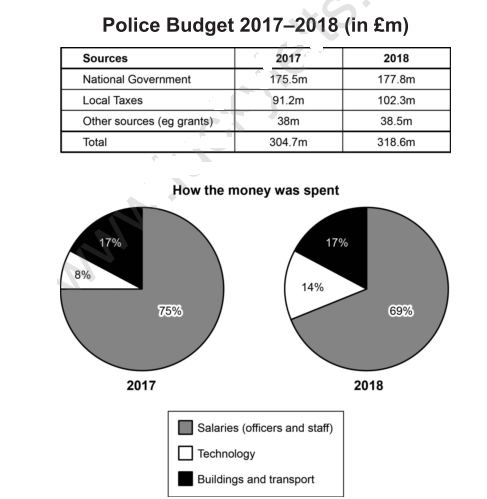 Police Budget 2017–2018 (in £m)
Sources 2017 2018
National Government 175.5m 177.8m
Local Taxes 91.2m 102.3m
Other sources (eg grants) 38m 38.5m
Total 304.7m 318.6m
How the money was spent
17% 17%
8% 14%
75% 69%
2017 2018
Salaries (officers and staff)
Technology
Buildings and transport